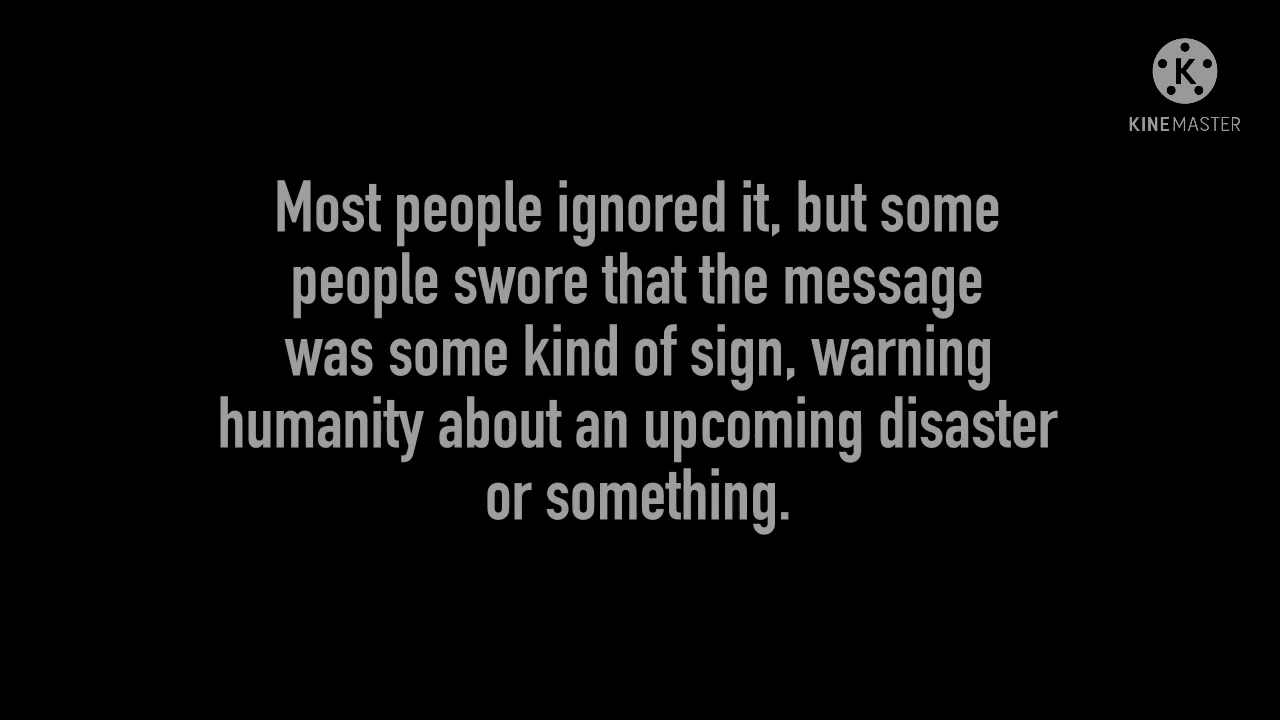 KINEMASTER
Most people ignored it, but some
people swore that the message
was some kind of sign, warning
humanity about an upcoming disaster
or something.